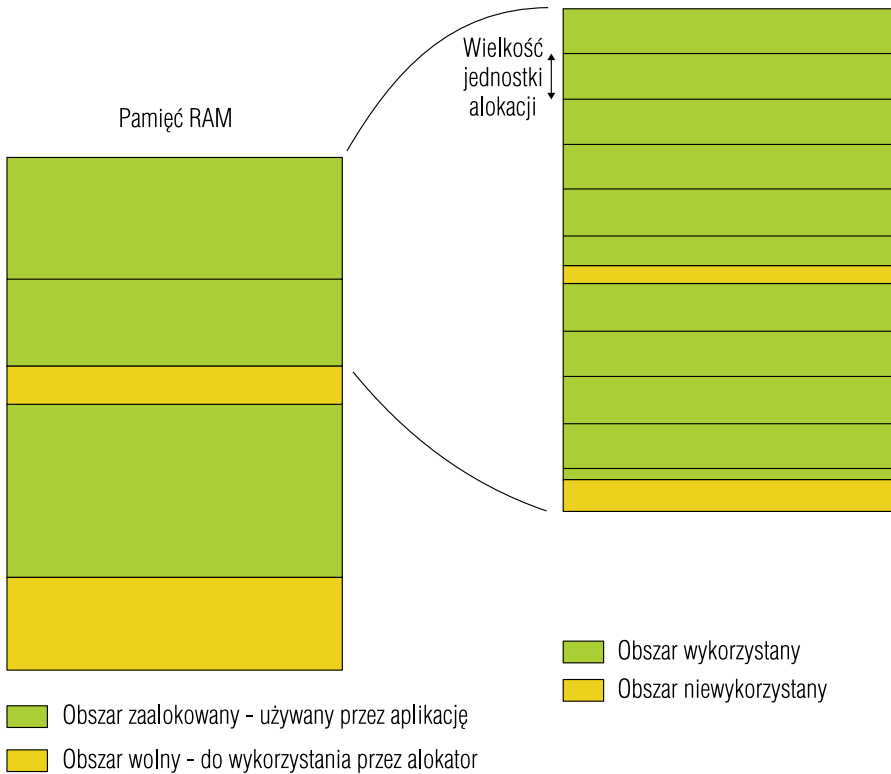 Wielkość
jednostki
alokacji
Pamięć RAM
Obszar wykorzystany
Obszar niewykorzystany
Obszar zaalokowany - używany przez aplikację
Obszar wolny - do wykorzystania przez alokator